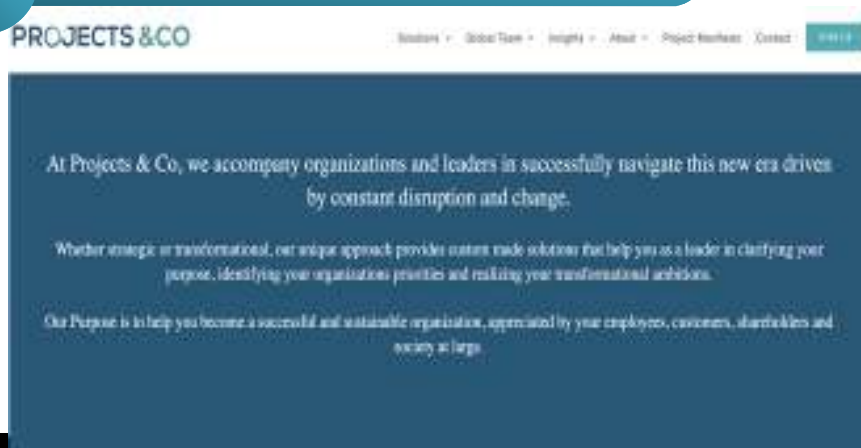 PROJECTS &CO
Solutions Global Team Insights About Project Manifesto Contact
At Projects & Co, we accompany organizations and leaders in successfully navigate this new era driven
by constant disruption and change.
Whether strategic or transformational, our unique approach provides custom made solutions that help you as a leader in clarifying your
purpose, identifying your organizations priorities and realizing your transformational ambitions.
Our Purpose is to help you become a successful and sustainable organization, appreciated by your employees, customers, shareholders and
society at large.